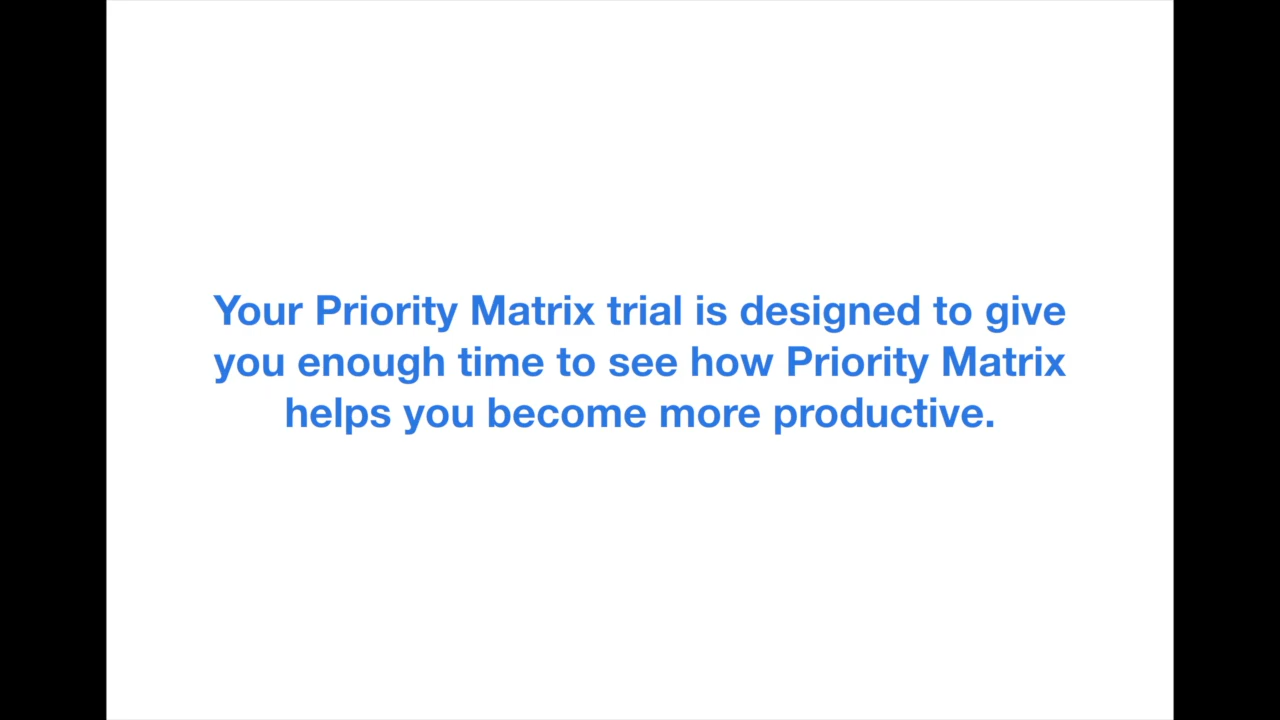 Your Priority Matrix trial is designed to give
you enough time to see how Priority Matrix
helps you become more productive.